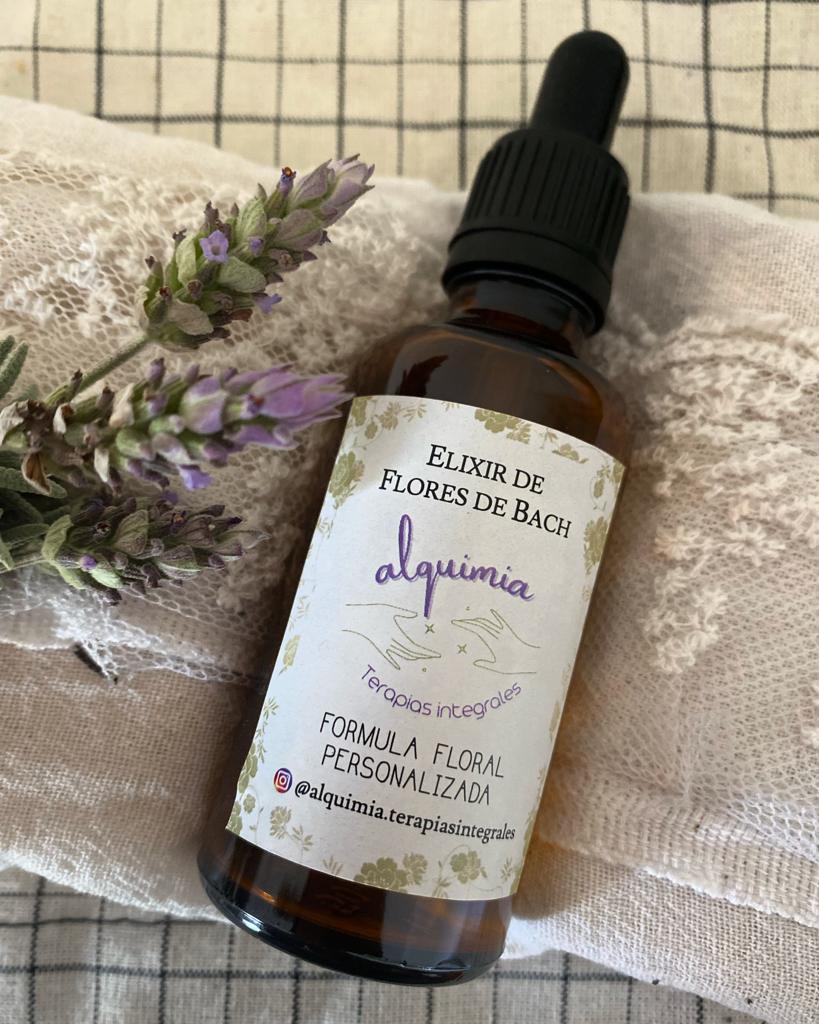 ELIXIR DE
FLORES DE BACH
alquimia
Terapias integrales
FORMULA FLORAL
PERSONALIZADA
@alquimia.terapiasintegrales